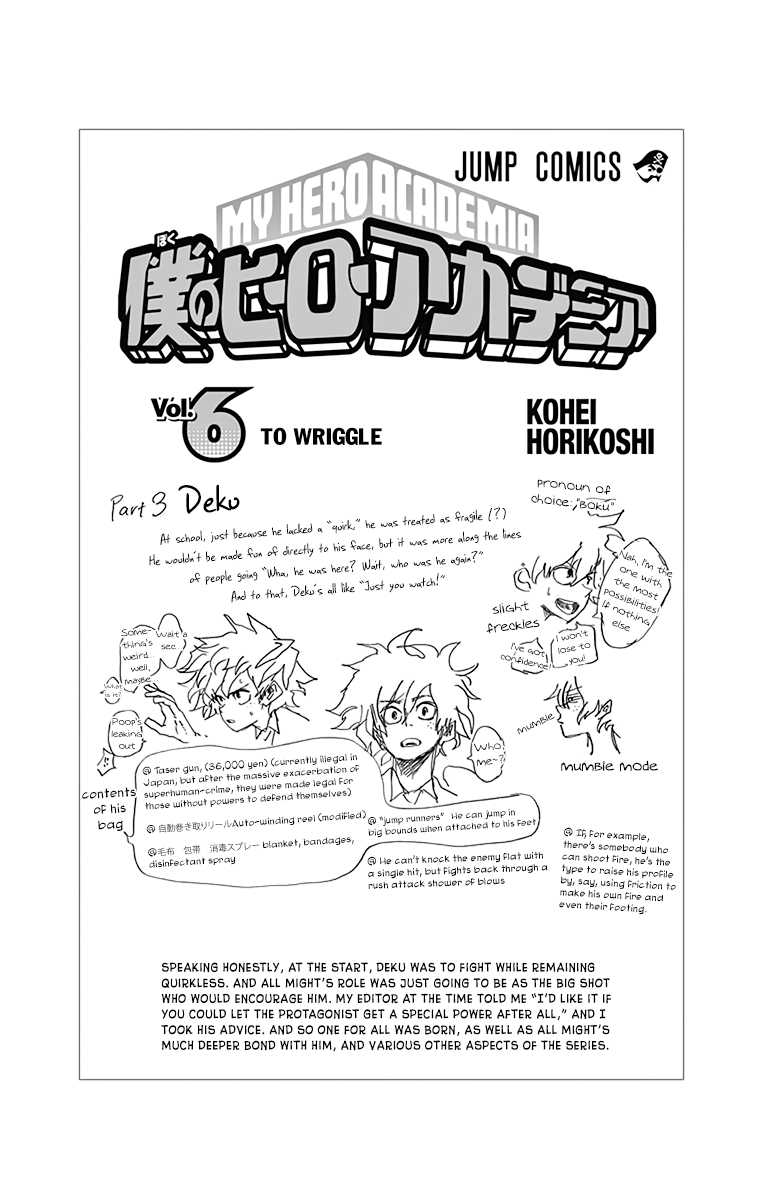 JUMP COMICS
MY HERO ACADEMIA
ぼく
僕のヒーローアカデミア
Vol. 6
TO WRIGGLE
KOHEI
HORIKOSHI
Part 3 Deku
At school, just because he lacked a "quirk," he was treated as fragile (?)
He wouldn't be made fun of directly to his face, but it was more along the lines
of people going "Wha, he was here? Wait, who was he again?"
And to that, Deku's all like "Just you watch!"
Pronoun of
choice: "BOKU"
Nah, I'm the
one with
the most
possibilities!
If nothing
else
slight
freckles
I've got
confidence!
I won't
lose to
you!
Some-
thing's
weird...
well,
maybe...
Wait a
sec...
What
is it?
Poop's
leaking
out
Who,
me~?
mumble
mumble mode
contents
of his
bag
@ Taser gun, (36,000 yen) (currently illegal in
Japan, but after the massive exacerbation of
superhuman-crime, they were made legal for
those without powers to defend themselves)
@ 自動巻き取りリールAuto-winding reel (modified)
@毛布 包帯 消毒スプレー blanket, bandages,
disinfectant spray
@ "jump runners" He can jump in
big bounds when attached to his feet
@ He can't knock the enemy flat with
a single hit, but fights back through a
rush attack shower of blows
@ If, for example,
there's somebody who
can shoot fire, he's the
type to raise his profile
by, say, using friction to
make his own fire and
even their footing.
SPEAKING HONESTLY, AT THE START, DEKU WAS TO FIGHT WHILE REMAINING
QUIRKLESS. AND ALL MIGHT'S ROLE WAS JUST GOING TO BE AS THE BIG SHOT
WHO WOULD ENCOURAGE HIM. MY EDITOR AT THE TIME TOLD ME "I'D LIKE IT IF
YOU COULD LET THE PROTAGONIST GET A SPECIAL POWER AFTER ALL," AND I
TOOK HIS ADVICE. AND SO ONE FOR ALL WAS BORN, AS WELL AS ALL MIGHT'S
MUCH DEEPER BOND WITH HIM, AND VARIOUS OTHER ASPECTS OF THE SERIES.